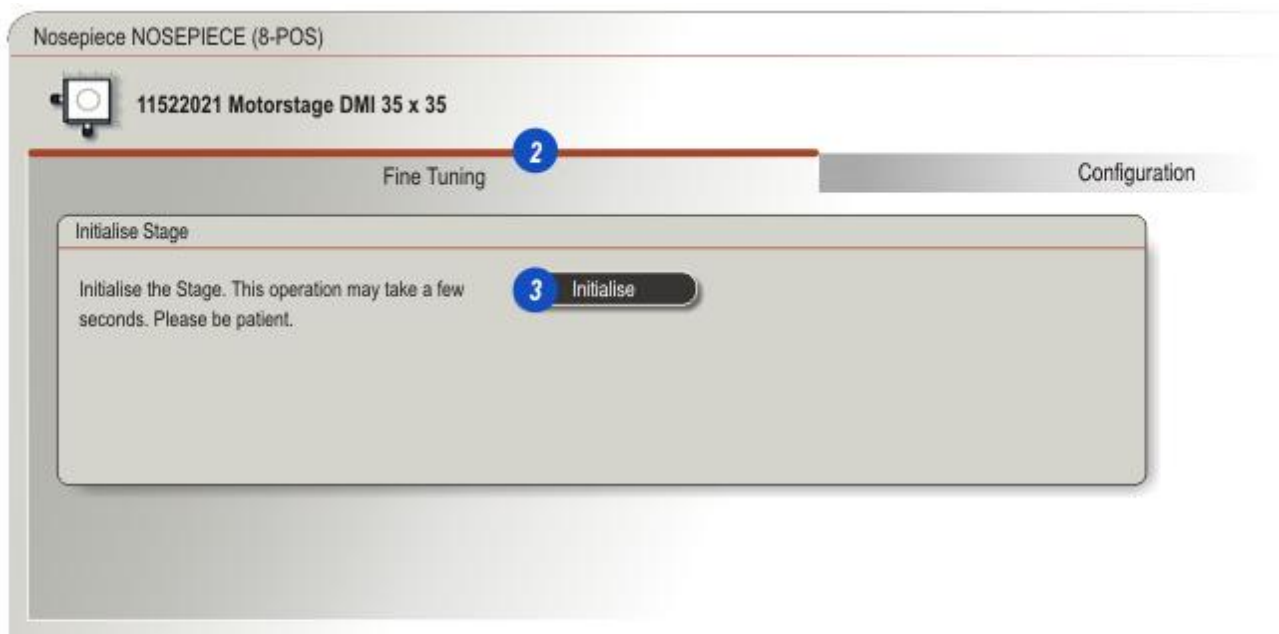 Nosepiece NOSEPIECE (8-POS)
11522021 Motorstage DMI 35 x 35
2
Fine Tuning
Configuration
Initialise Stage
Initialise the Stage. This operation may take a few
seconds. Please be patient.
3 Initialise